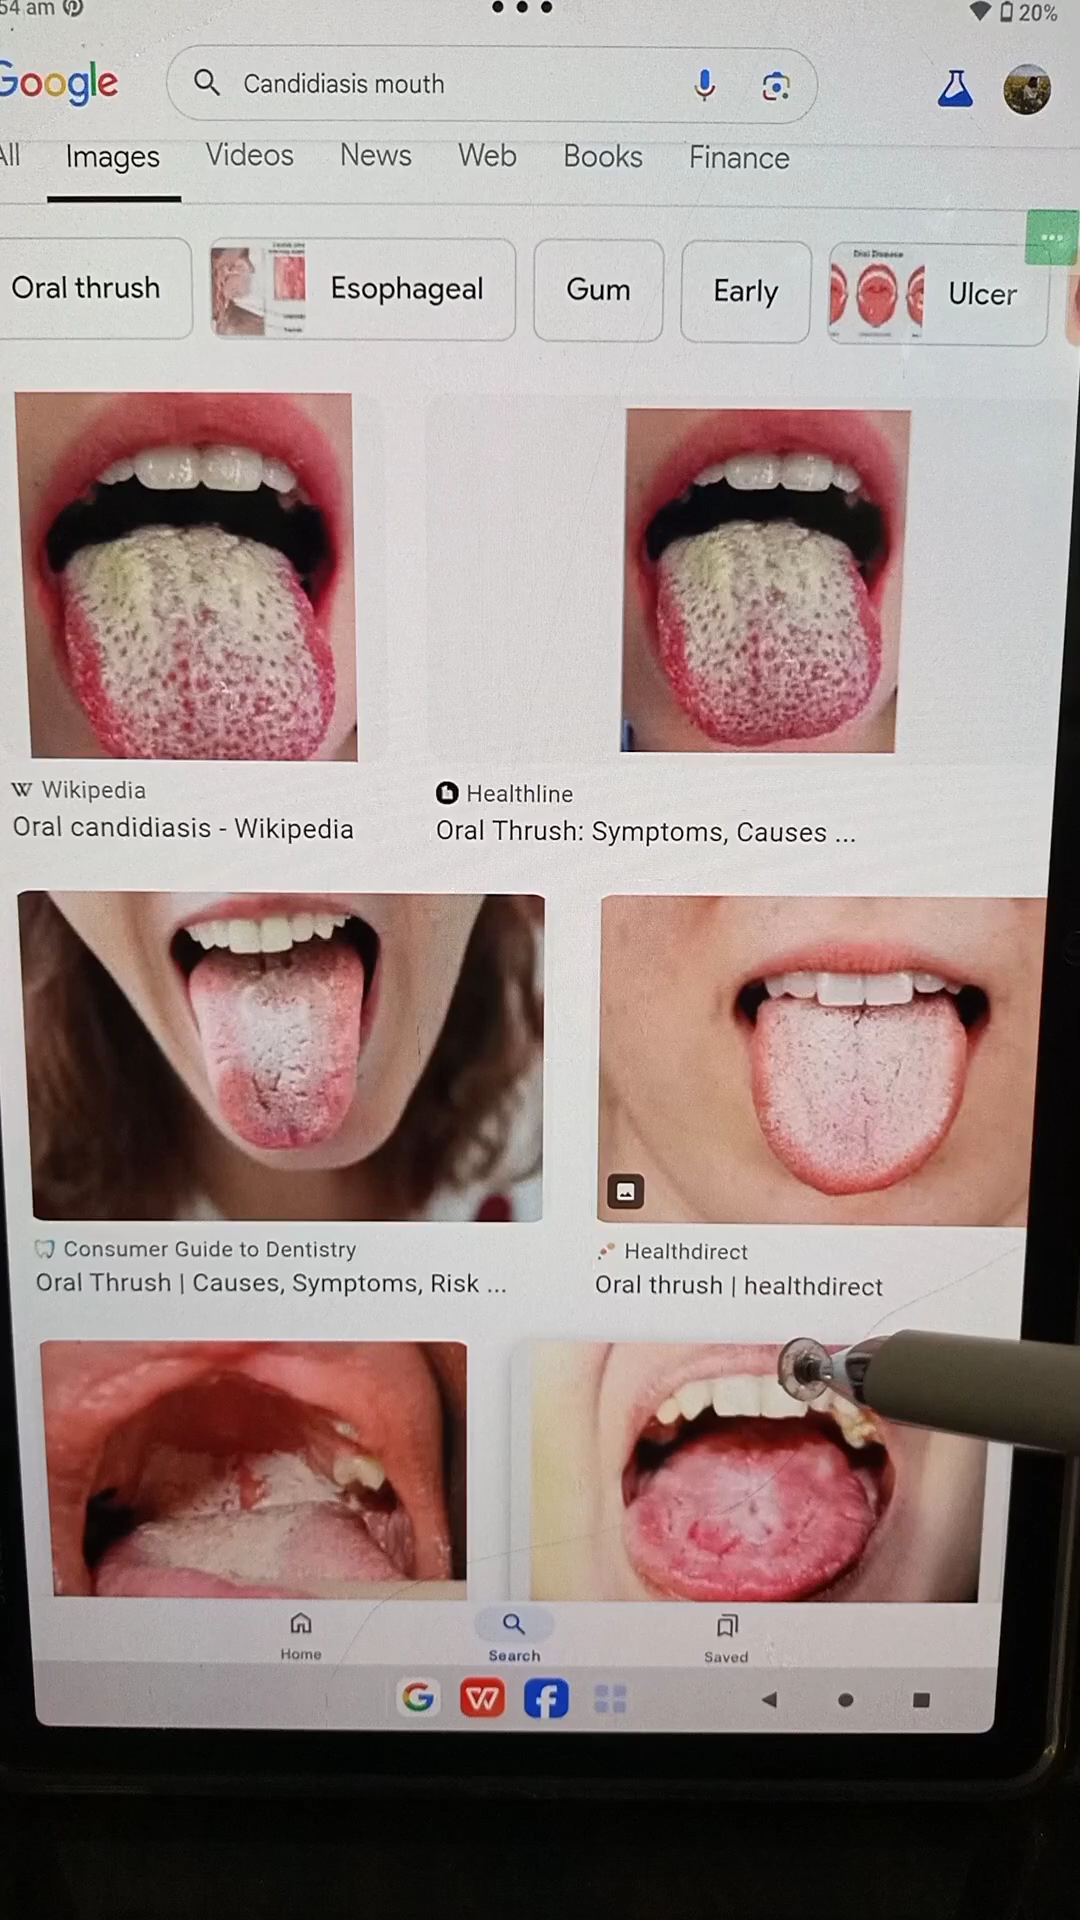 54 am 20%
Google Candidiasis mouth
All Images Videos News Web Books Finance
Oral thrush Esophageal Gum Early Ulcer
Wikipedia
Oral candidiasis - Wikipedia
Healthline
Oral Thrush: Symptoms, Causes ...
Consumer Guide to Dentistry
Oral Thrush | Causes, Symptoms, Risk ...
Healthdirect
Oral thrush | healthdirect
Home Search Saved